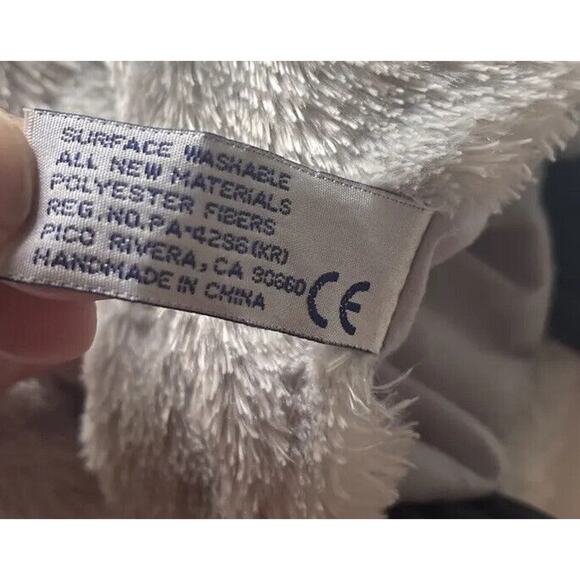 SURFACE WASHABLE
ALL NEW MATERIALS
POLYESTER FIBERS
REG.NO.PA-4286(KR)
PICO RIVERA, CA 90660
HANDMADE IN CHINA
CE